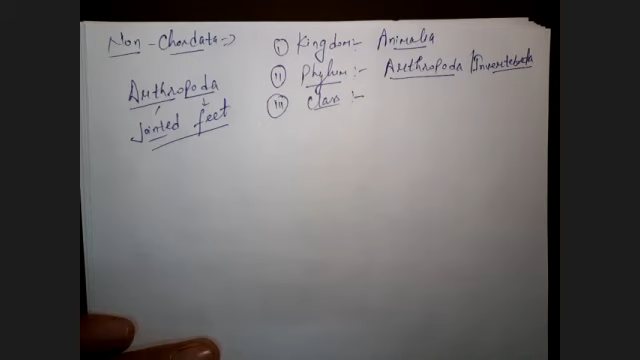 Non - Chordata →
Arthropoda
Jointed feet
(i) Kingdom :- Animalia
(ii) Phylum :- Arthropoda / Invertebrata
(iii) Class :-